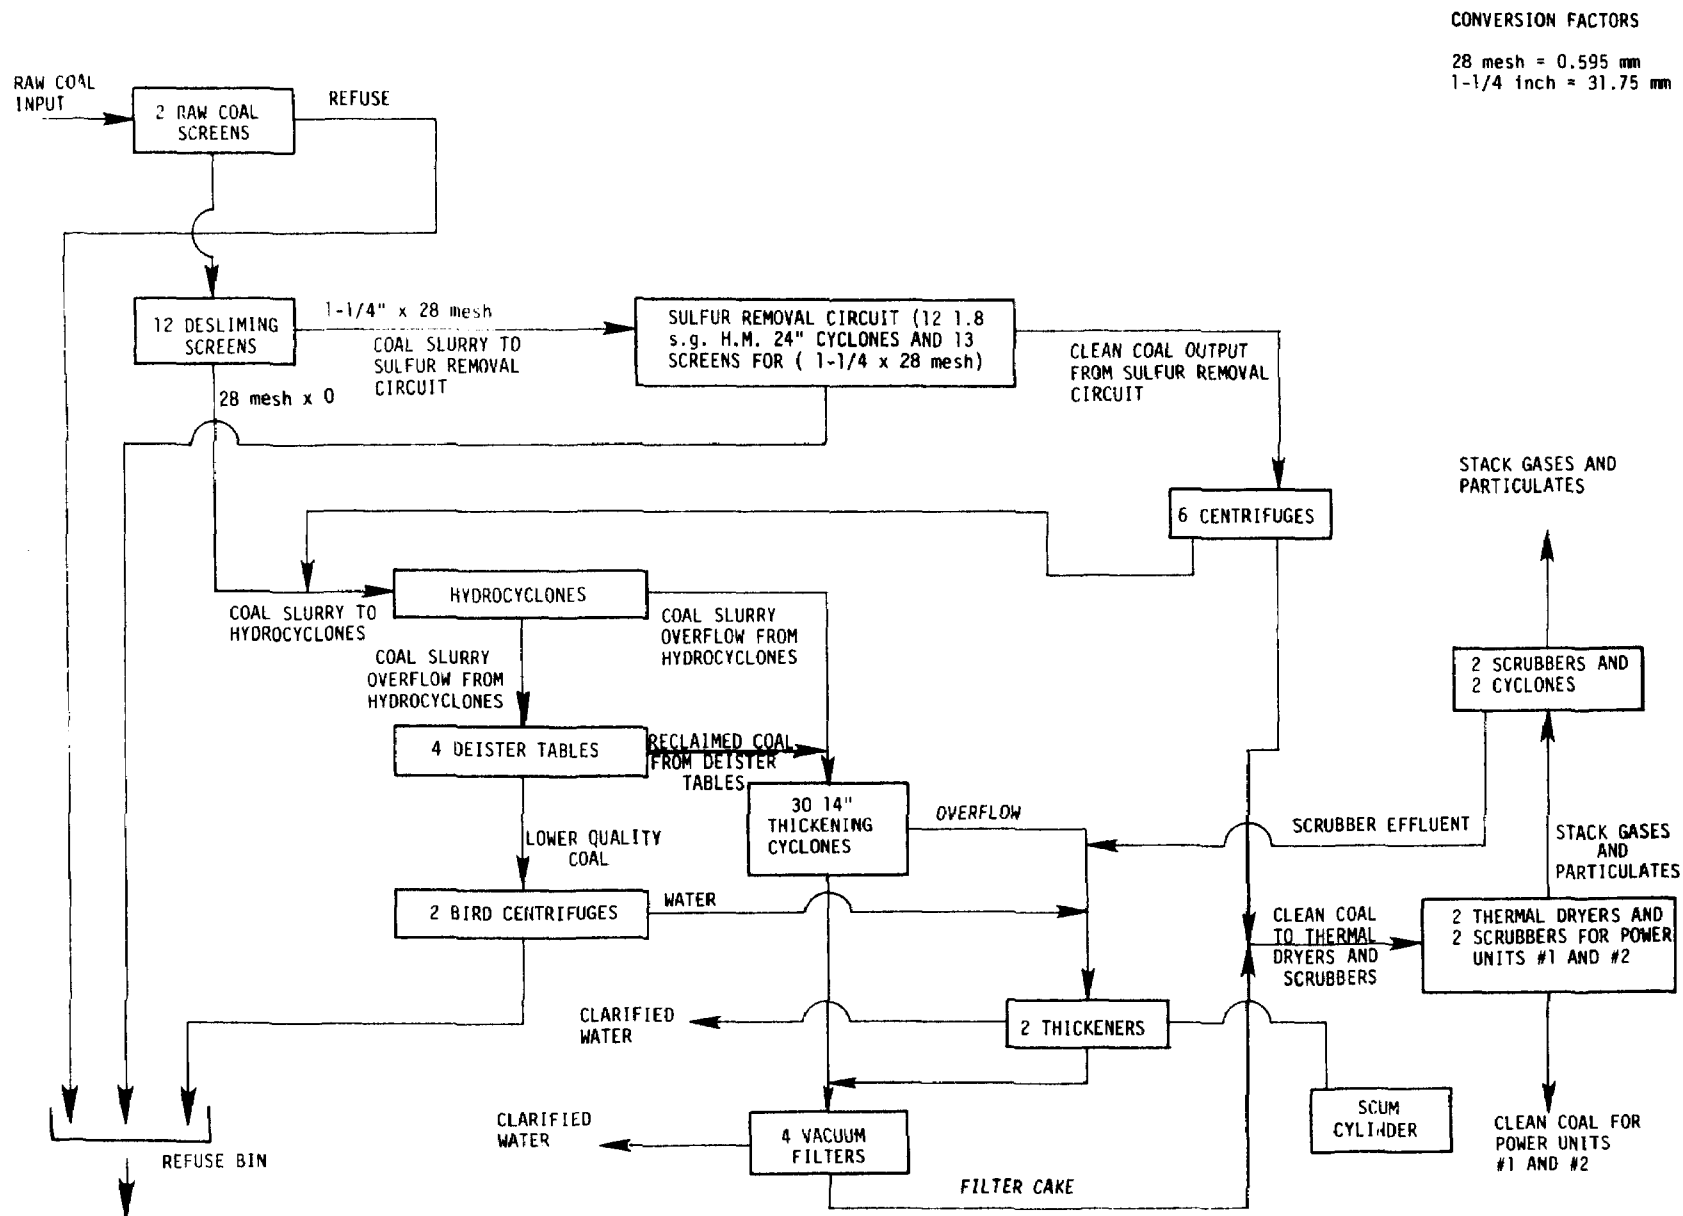 CONVERSION FACTORS
28 mesh = 0.595 mm
1-1/4 inch = 31.75 mm
RAW COAL
INPUT
2 RAW COAL
SCREENS
REFUSE
12 DESLIMING
SCREENS
1-1/4" x 28 mesh
COAL SLURRY TO
SULFUR REMOVAL
CIRCUIT
SULFUR REMOVAL CIRCUIT (12 1.8
s.g. H.M. 24" CYCLONES AND 13
SCREENS FOR ( 1-1/4 x 28 mesh)
CLEAN COAL OUTPUT
FROM SULFUR REMOVAL
CIRCUIT
28 mesh x 0
STACK GASES AND
PARTICULATES
6 CENTRIFUGES
HYDROCYCLONES
COAL SLURRY TO
HYDROCYCLONES
COAL SLURRY
OVERFLOW FROM
HYDROCYCLONES
COAL SLURRY
OVERFLOW FROM
HYDROCYCLONES
2 SCRUBBERS AND
2 CYCLONES
4 DEISTER TABLES
RECLAIMED COAL
FROM DEISTER
TABLES
30 14"
THICKENING
CYCLONES
OVERFLOW
SCRUBBER EFFLUENT
STACK GASES
AND
PARTICULATES
LOWER QUALITY
COAL
2 BIRD CENTRIFUGES
WATER
CLEAN COAL
TO THERMAL
DRYERS AND
SCRUBBERS
2 THERMAL DRYERS AND
2 SCRUBBERS FOR POWER
UNITS #1 AND #2
CLARIFIED
WATER
2 THICKENERS
SCUM
CYLINDER
CLARIFIED
WATER
4 VACUUM
FILTERS
CLEAN COAL FOR
POWER UNITS
#1 AND #2
REFUSE BIN
FILTER CAKE